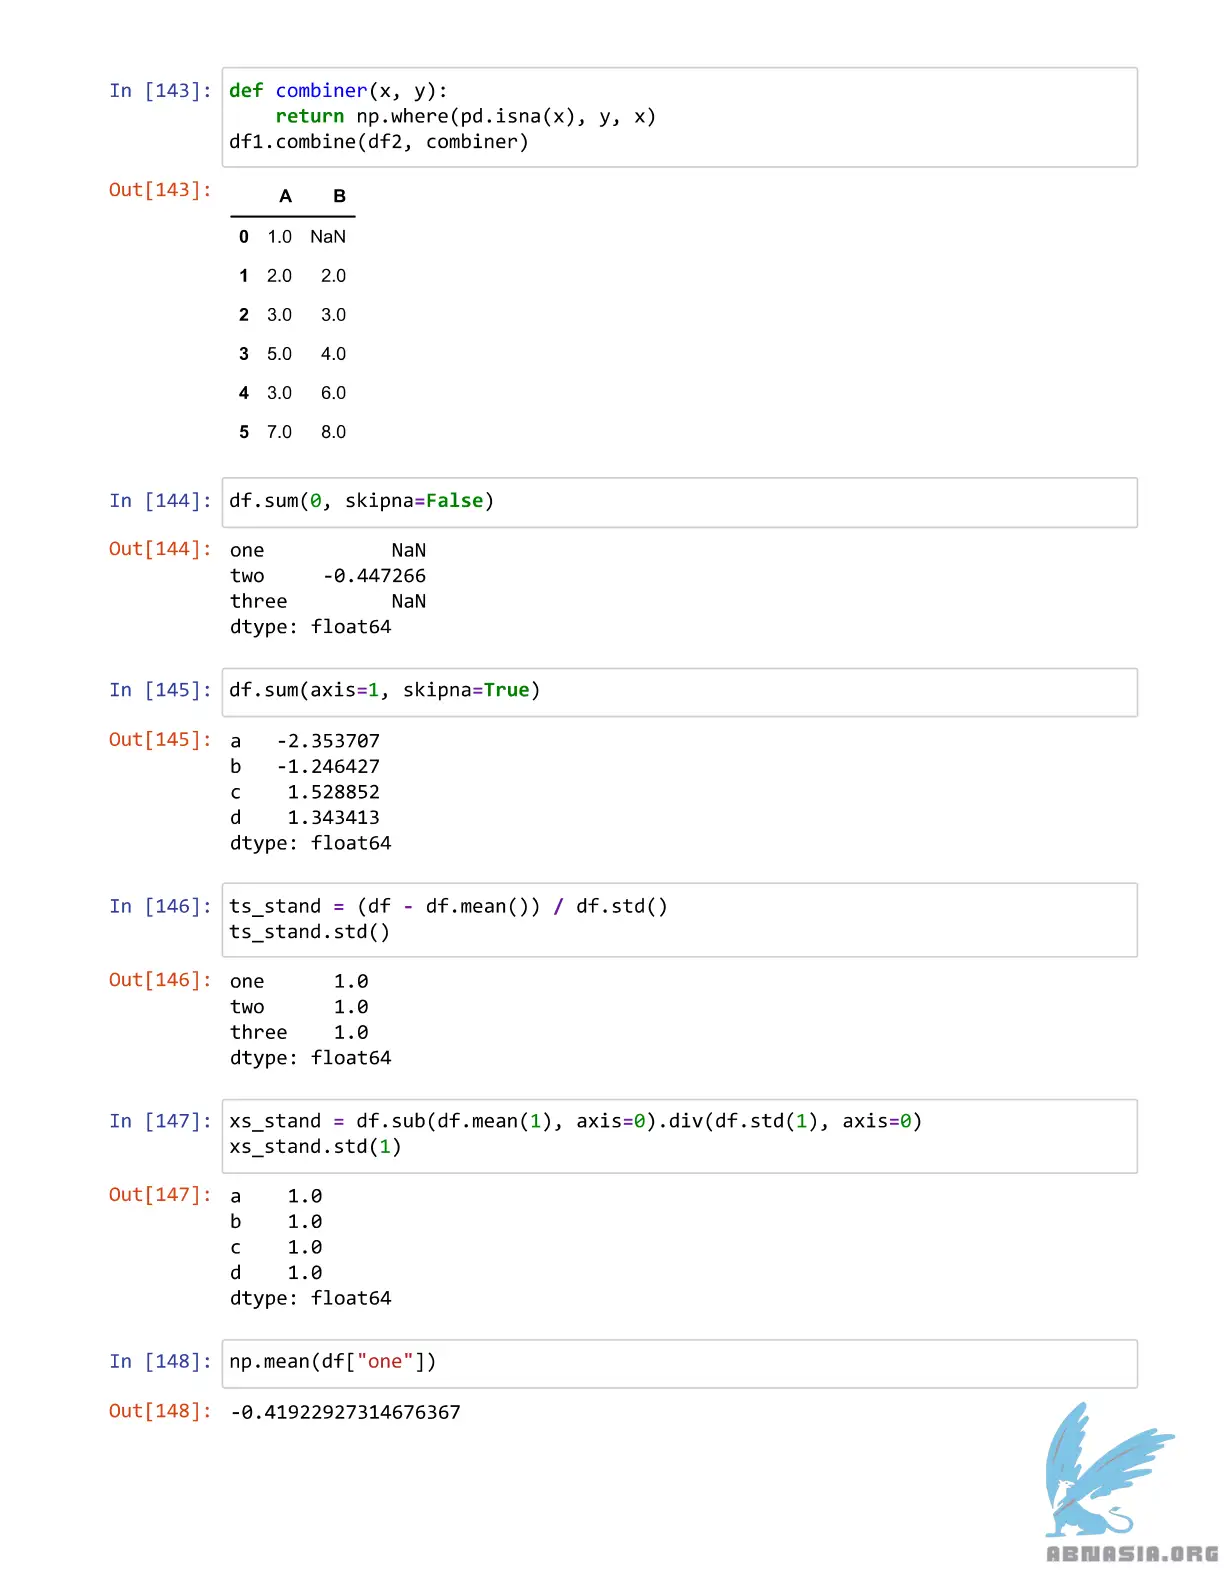 In [143]: def combiner(x, y):
    return np.where(pd.isna(x), y, x)
df1.combine(df2, combiner)
Out[143]:
A B
0 1.0 NaN
1 2.0 2.0
2 3.0 3.0
3 5.0 4.0
4 3.0 6.0
5 7.0 8.0
In [144]: df.sum(0, skipna=False)
Out[144]: one NaN
two -0.447266
three NaN
dtype: float64
In [145]: df.sum(axis=1, skipna=True)
Out[145]: a -2.353707
b -1.246427
c 1.528852
d 1.343413
dtype: float64
In [146]: ts_stand = (df - df.mean()) / df.std()
ts_stand.std()
Out[146]: one 1.0
two 1.0
three 1.0
dtype: float64
In [147]: xs_stand = df.sub(df.mean(1), axis=0).div(df.std(1), axis=0)
xs_stand.std(1)
Out[147]: a 1.0
b 1.0
c 1.0
d 1.0
dtype: float64
In [148]: np.mean(df["one"])
Out[148]: -0.41922927314676367
ABNASIA.ORG